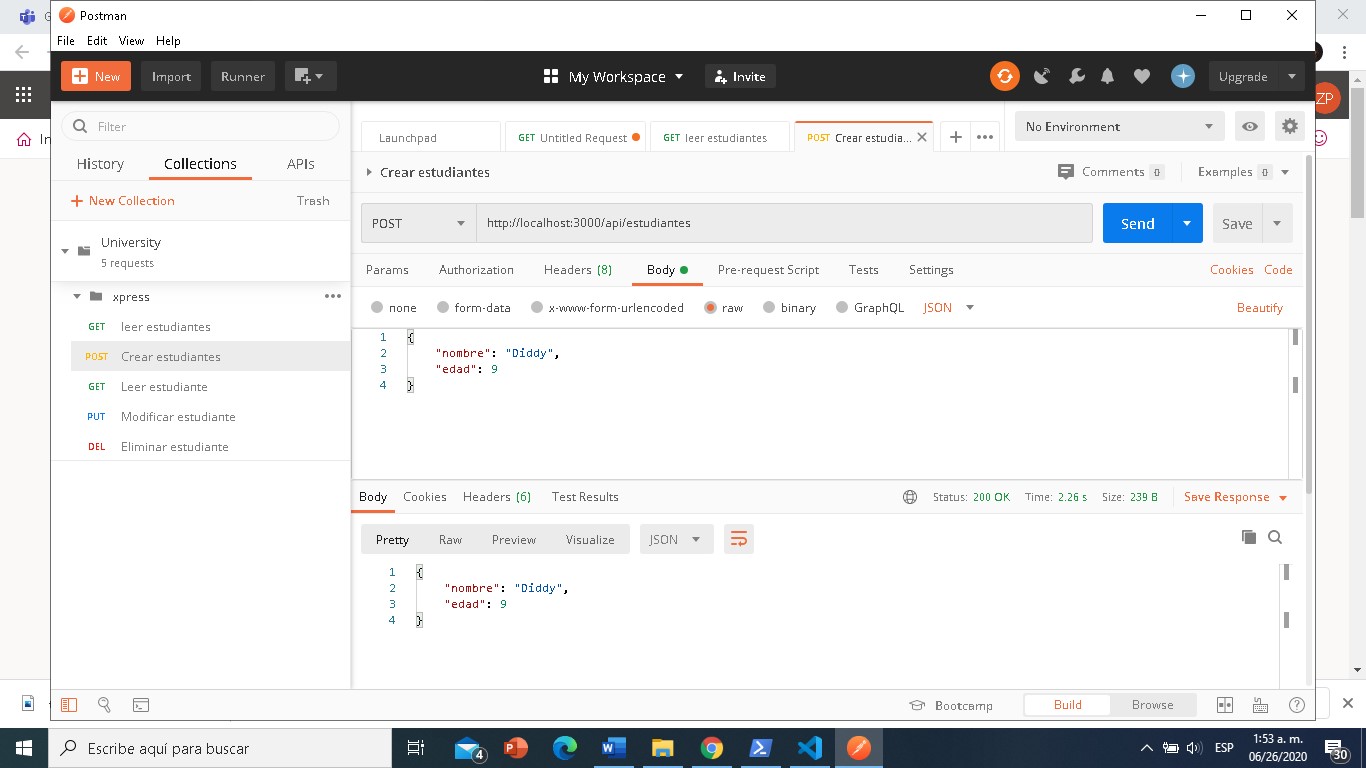 Postman
File Edit View Help
New Import Runner My Workspace Invite Upgrade
ZP
Filter
History Collections APIs
+ New Collection Trash
University
5 requests
xpress
GET leer estudiantes
POST Crear estudiantes
GET Leer estudiante
PUT Modificar estudiante
DEL Eliminar estudiante
Launchpad GET Untitled Request GET leer estudiantes POST Crear estudia... No Environment
Crear estudiantes Comments 0 Examples 0
POST http://localhost:3000/api/estudiantes Send Save
Params Authorization Headers (8) Body Pre-request Script Tests Settings Cookies Code
none form-data x-www-form-urlencoded raw binary GraphQL JSON Beautify
1 {
2 "nombre": "Diddy",
3 "edad": 9
4 }
Body Cookies Headers (6) Test Results Status: 200 OK Time: 2.26 s Size: 239 B Save Response
Pretty Raw Preview Visualize JSON
1 {
2 "nombre": "Diddy",
3 "edad": 9
4 }
Bootcamp Build Browse
Escribe aquí para buscar 4 ESP 1:53 a. m.
06/26/2020 30